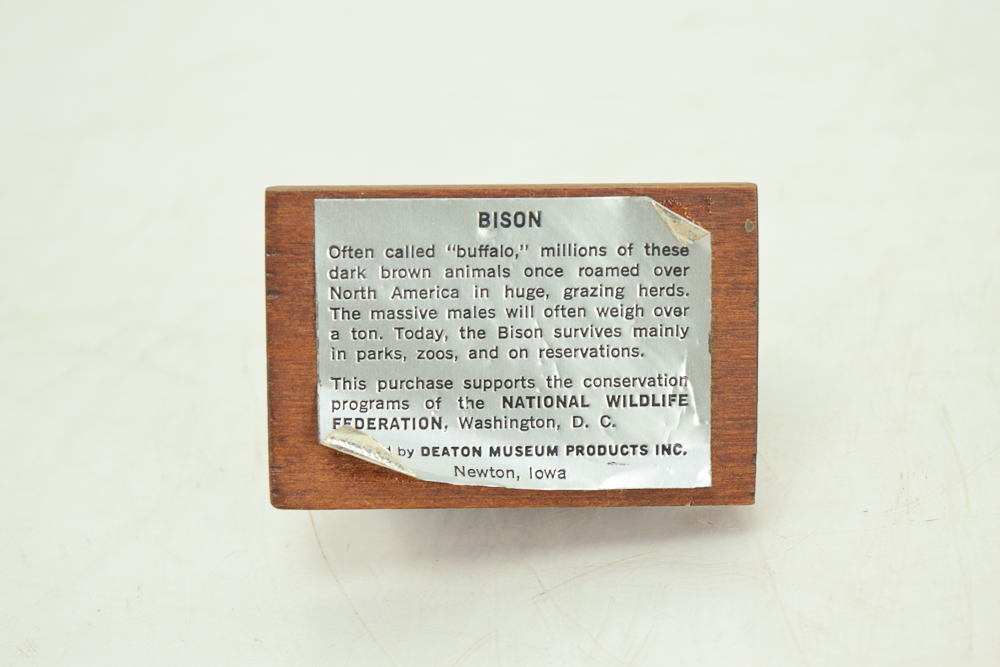 BISON
Often called “buffalo,” millions of these
dark brown animals once roamed over
North America in huge, grazing herds.
The massive males will often weigh over
a ton. Today, the Bison survives mainly
in parks, zoos, and on reservations.
This purchase supports the conservation
programs of the NATIONAL WILDLIFE
FEDERATION, Washington, D. C.
by DEATON MUSEUM PRODUCTS INC.
Newton, Iowa